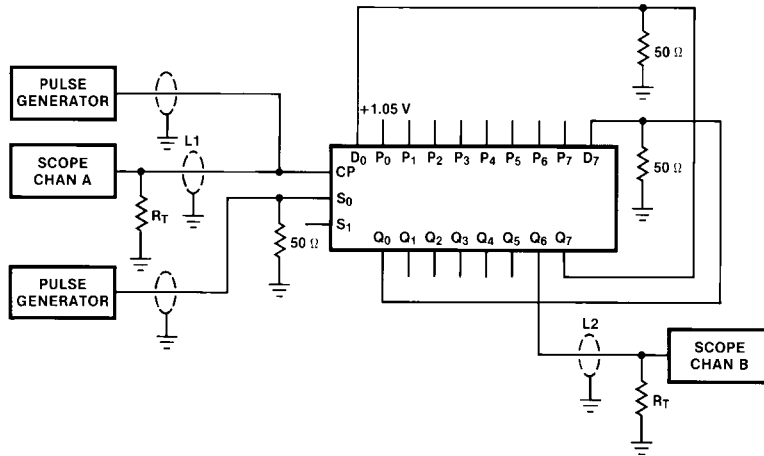 50 Ω
PULSE
GENERATOR
+1.05 V
L1
D0 P0 P1 P2 P3 P4 P5 P6 P7 D7
SCOPE
CHAN A
CP
50 Ω
S0
RT
S1
50 Ω
Q0 Q1 Q2 Q3 Q4 Q5 Q6 Q7
PULSE
GENERATOR
L2
SCOPE
CHAN B
RT